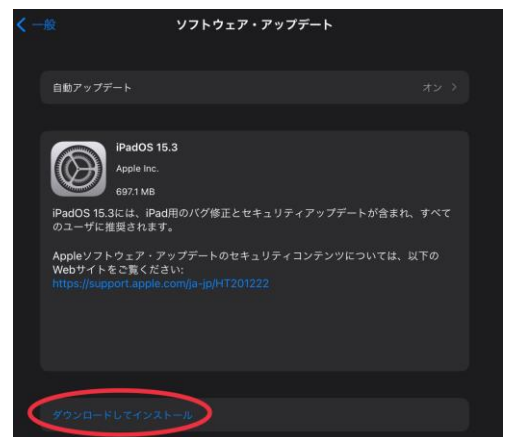 一般
ソフトウェア・アップデート
自動アップデート
オン
iPadOS 15.3
Apple Inc.
697.1 MB
iPadOS 15.3には、iPad用のバグ修正とセキュリティアップデートが含まれ、すべて
のユーザに推奨されます。
Appleソフトウェア・アップデートのセキュリティコンテンツについては、以下の
Webサイトをご覧ください:
https://support.apple.com/ja-jp/HT201222
ダウンロードしてインストール